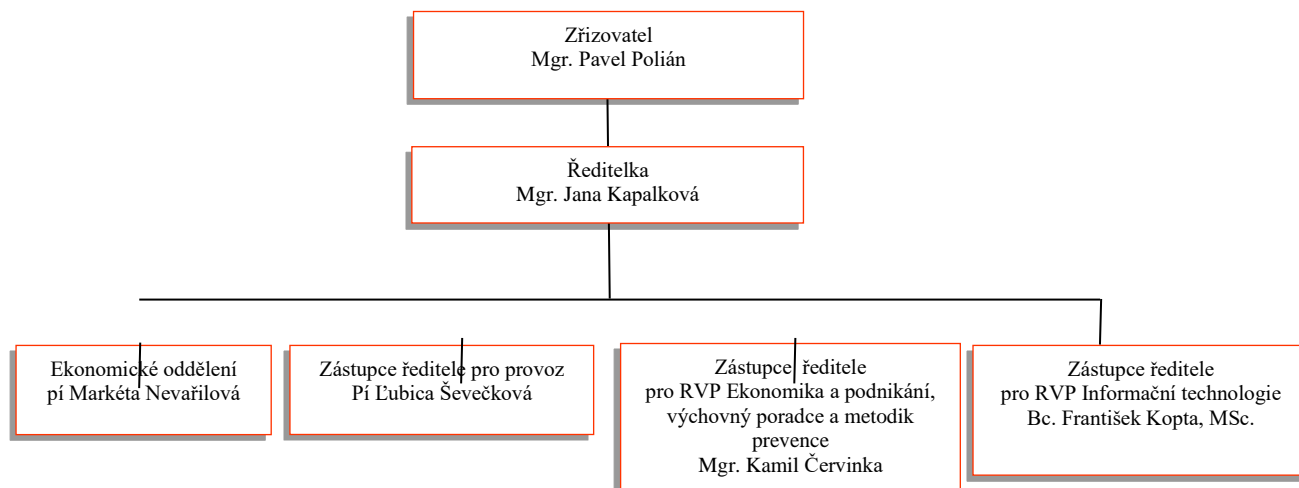 Zřizovatel
Mgr. Pavel Polián
Ředitelka
Mgr. Jana Kapalková
Ekonomické oddělení
pí Markéta Nevařilová
Zástupce ředitele pro provoz
Pí Ľubica Ševečková
Zástupce ředitele
pro RVP Ekonomika a podnikání,
výchovný poradce a metodik
prevence
Mgr. Kamil Červinka
Zástupce ředitele
pro RVP Informační technologie
Bc. František Kopta, MSc.